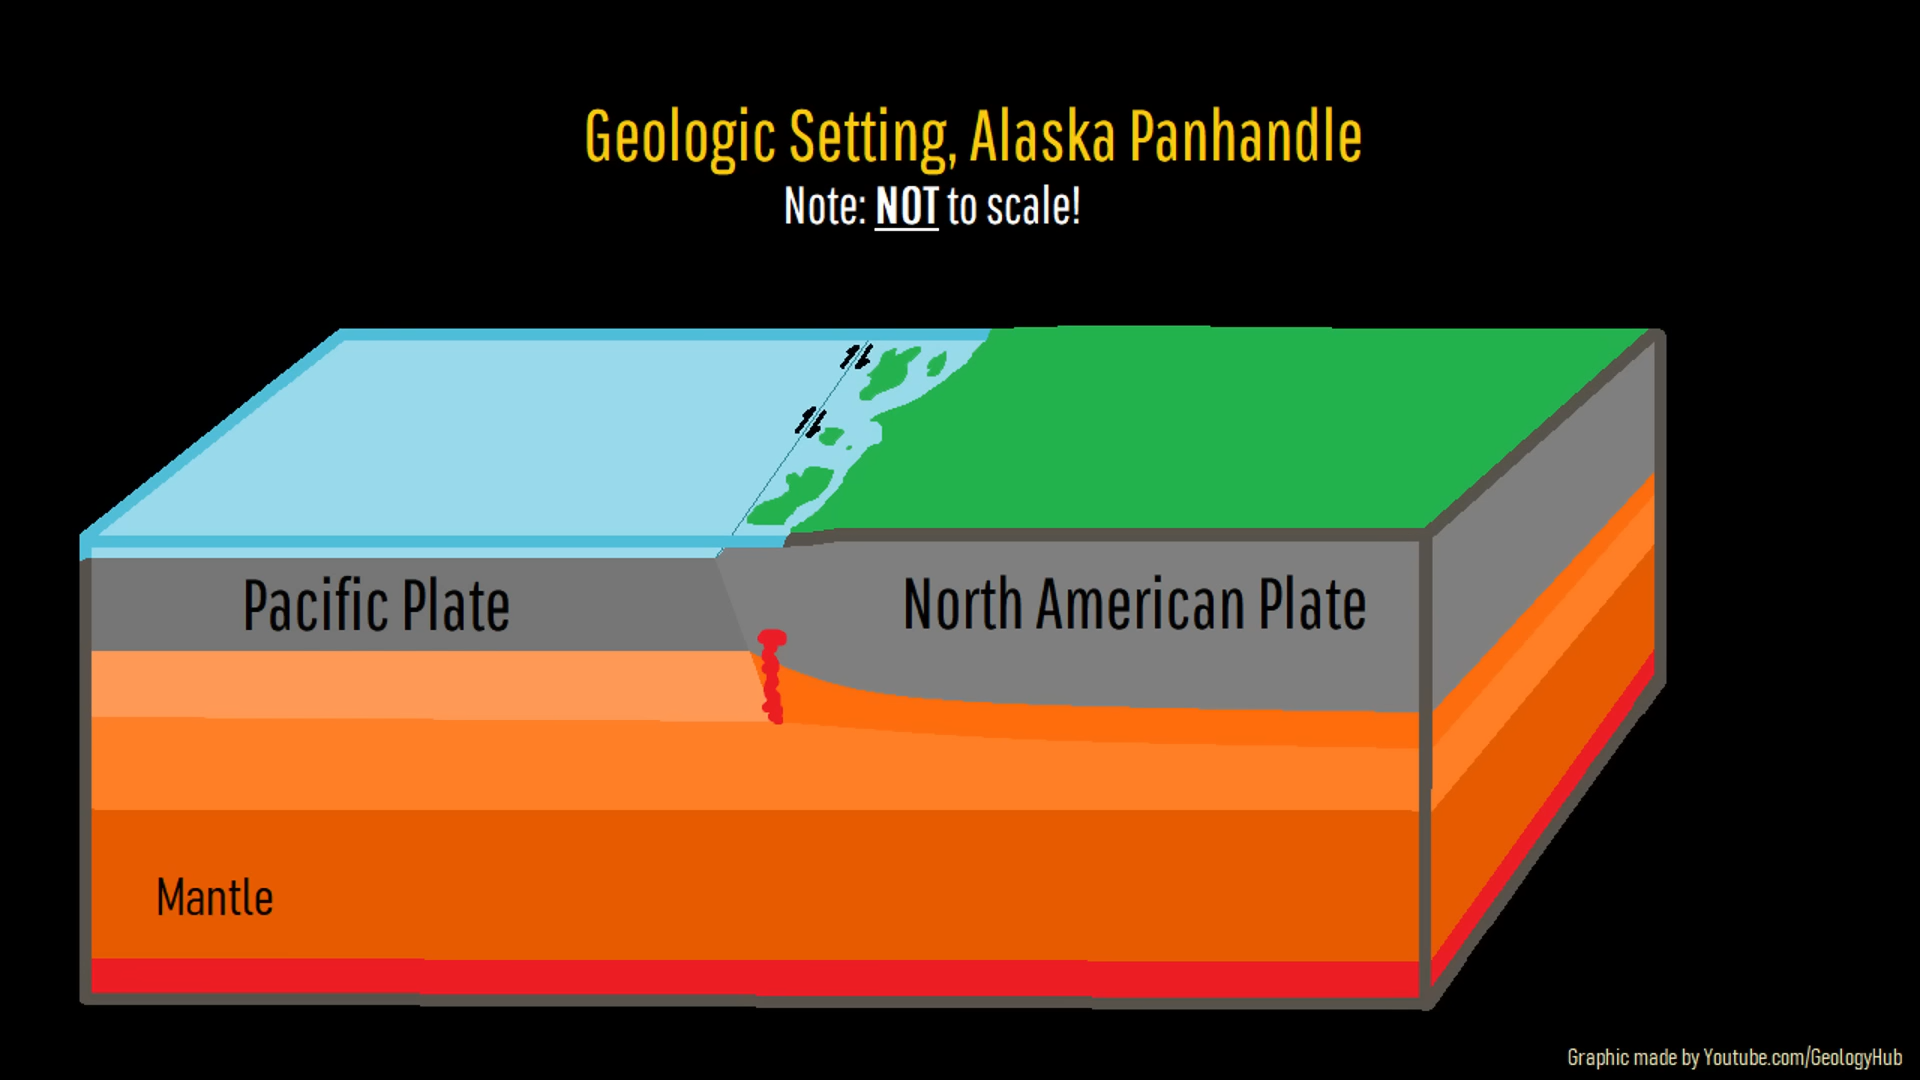 Geologic Setting, Alaska Panhandle
Note: NOT to scale!
Pacific Plate
North American Plate
Mantle
Graphic made by Youtube.com/GeologyHub